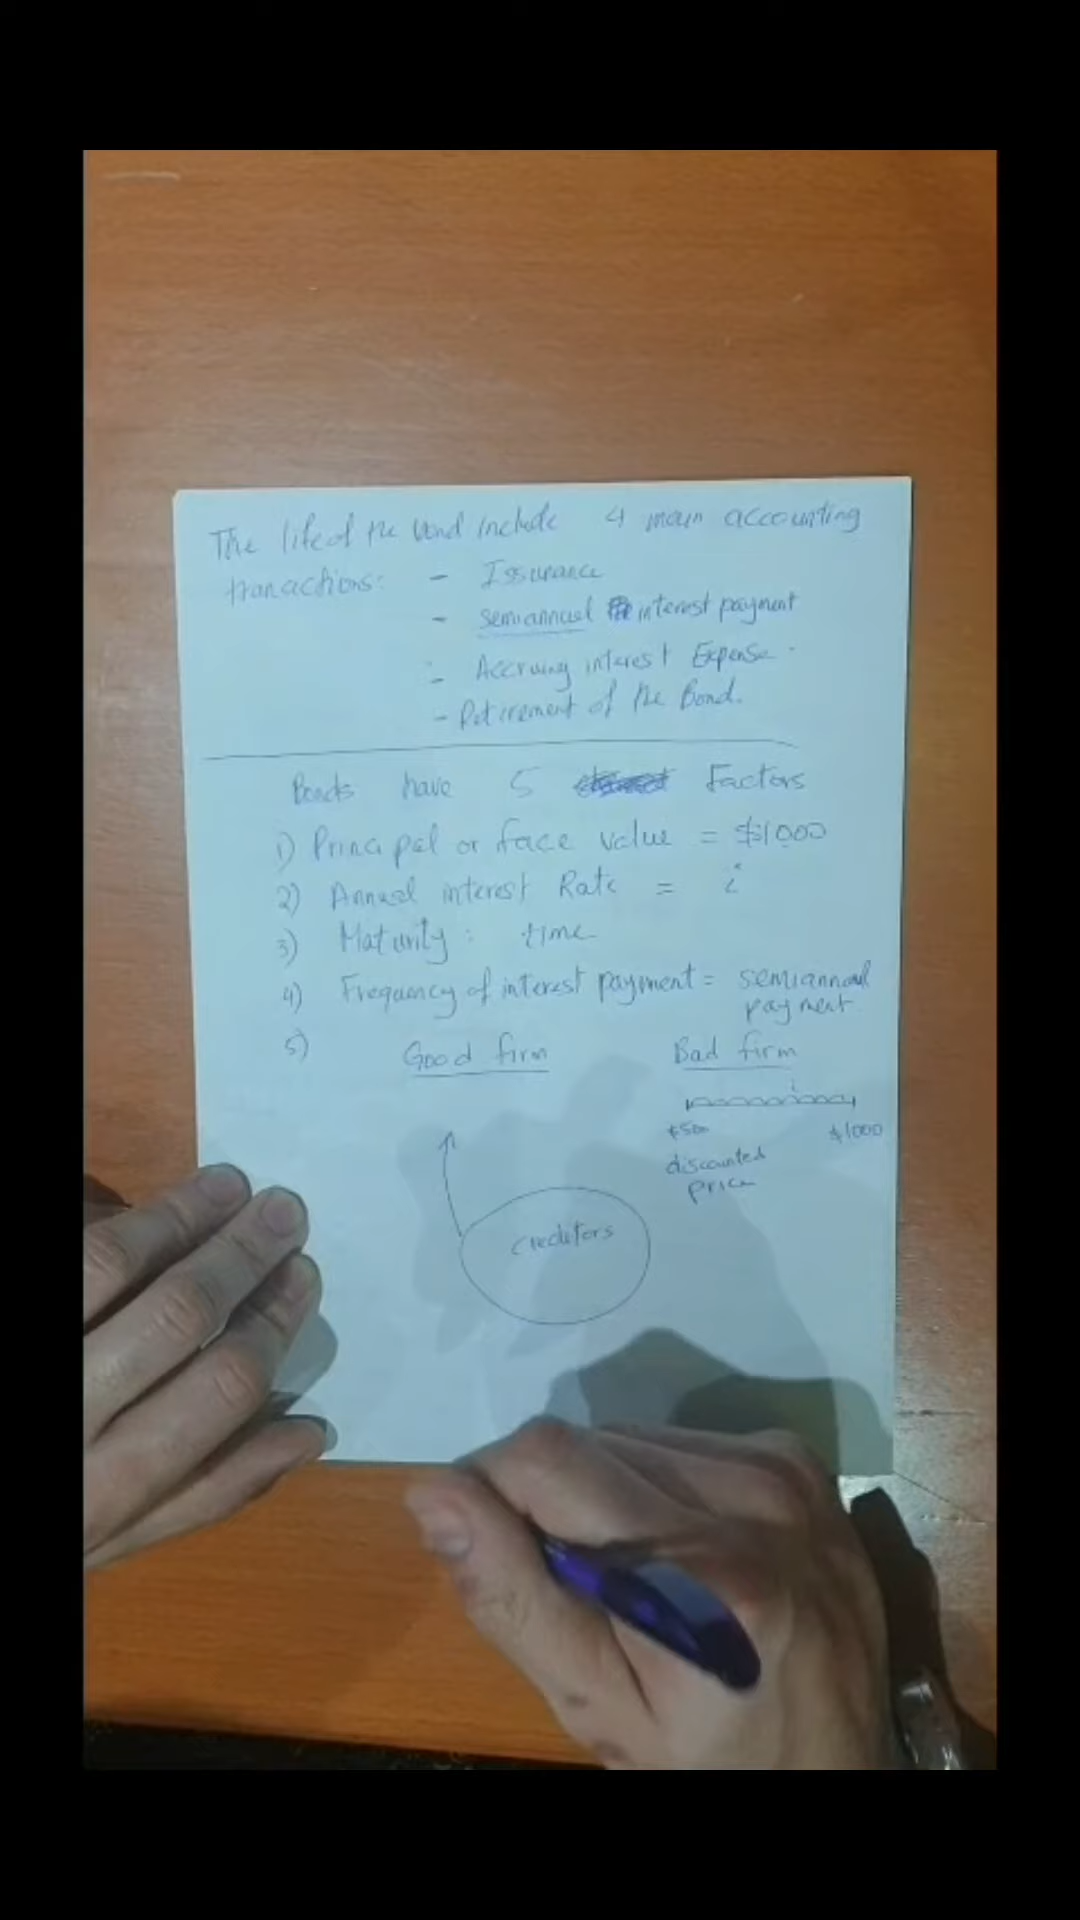 The life of the bond include 4 main accounting
tranactions: - Issurance
- semiannual interest payment
- Accruing interest Expense.
- Retirement of the Bond.
Bonds have 5 Factors
1) Principal or face value = $1000
2) Annual interest Rate = i
3) Maturity: time
4) Frequency of interest payment = semiannual
payment.
5) Good firm Bad firm
$500 $1000
discounted
price
creditors